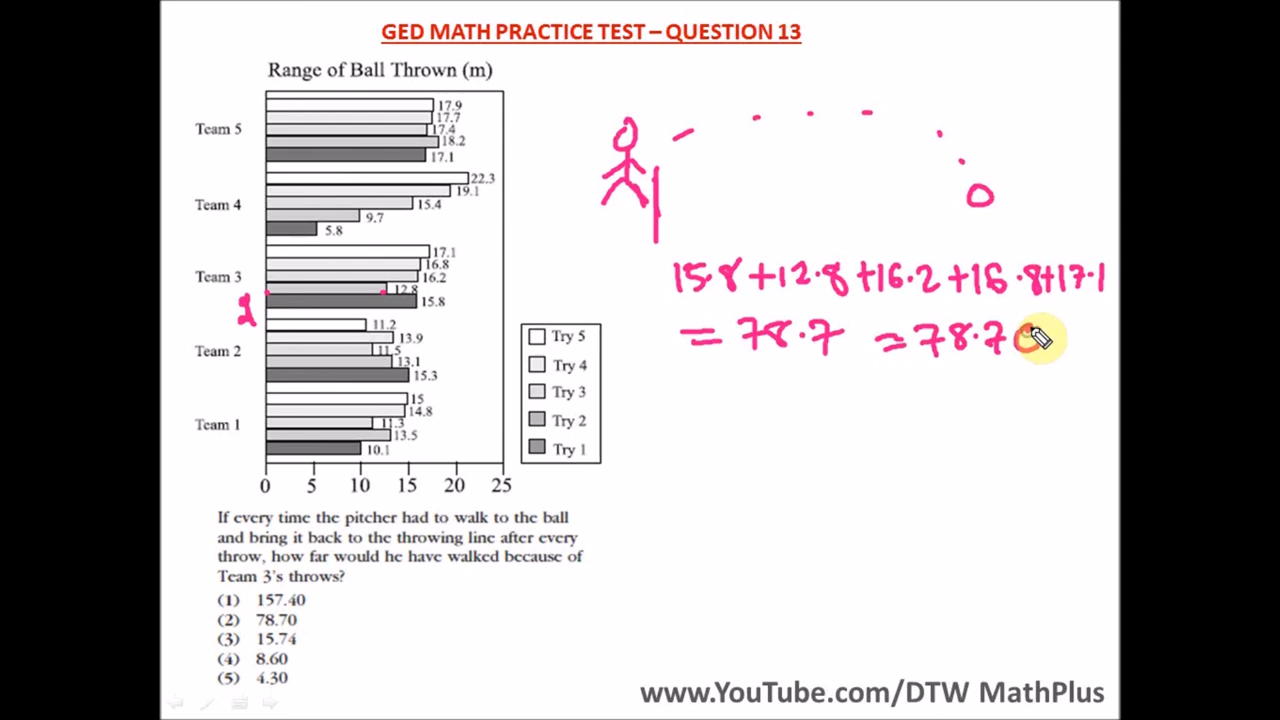 GED MATH PRACTICE TEST – QUESTION 13
Range of Ball Thrown (m)
Team 5
17.9
17.7
17.4
18.2
17.1
Team 4
22.3
19.1
15.4
9.7
5.8
Team 3
17.1
16.8
16.2
12.8
15.8
Team 2
11.2
13.9
11.5
13.1
15.3
Team 1
15
14.8
11.3
13.5
10.1
0 5 10 15 20 25
Try 5
Try 4
Try 3
Try 2
Try 1
15.8+12.8+16.2+16.8+17.1
=78.7 =78.70
If every time the pitcher had to walk to the ball
and bring it back to the throwing line after every
throw, how far would he have walked because of
Team 3's throws?
(1) 157.40
(2) 78.70
(3) 15.74
(4) 8.60
(5) 4.30
www.YouTube.com/DTW MathPlus